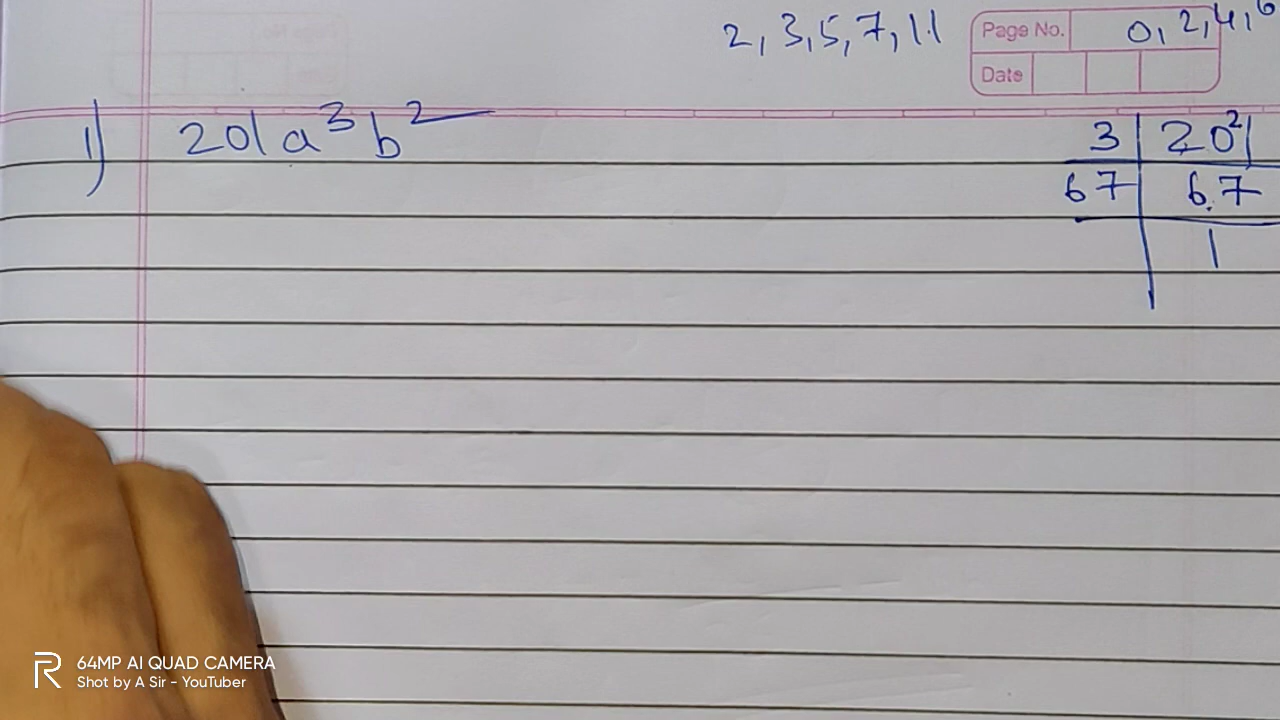 2, 3, 5, 7, 11
Page No. 0, 2, 4, 6
Date
1) 201a³b²
3 | 20²1
67 | 67
1
64MP AI QUAD CAMERA
Shot by A Sir - YouTuber